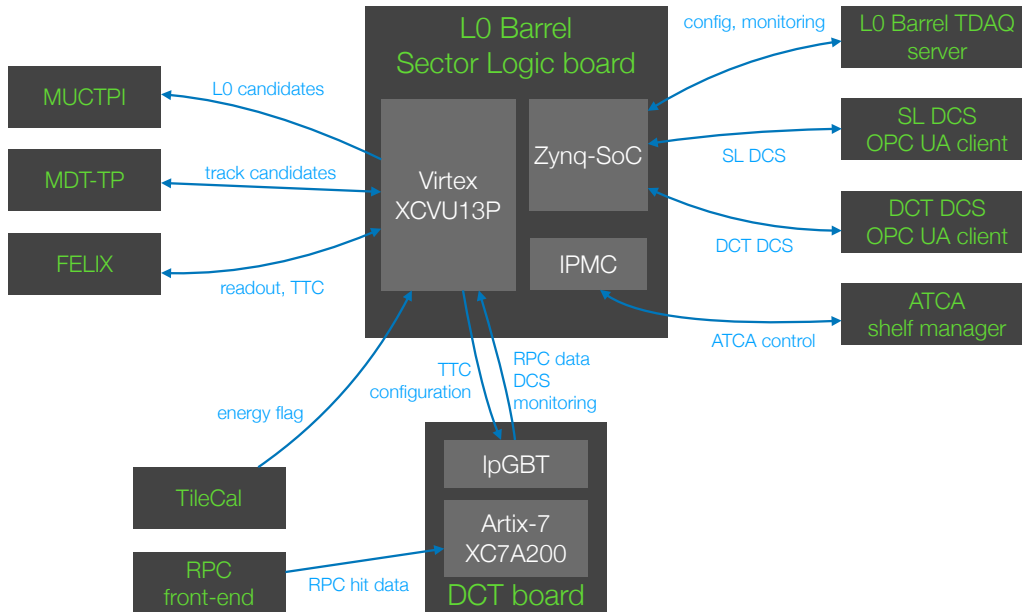 L0 Barrel
Sector Logic board
config, monitoring
L0 Barrel TDAQ
server
MUCTPI
L0 candidates
Virtex
XCVU13P
Zynq-SoC
SL DCS
SL DCS
OPC UA client
MDT-TP
track candidates
DCT DCS
DCT DCS
OPC UA client
FELIX
readout, TTC
IPMC
ATCA control
ATCA
shelf manager
energy flag
TTC
configuration
RPC data
DCS
monitoring
lpGBT
TileCal
Artix-7
XC7A200
RPC
front-end
RPC hit data
DCT board